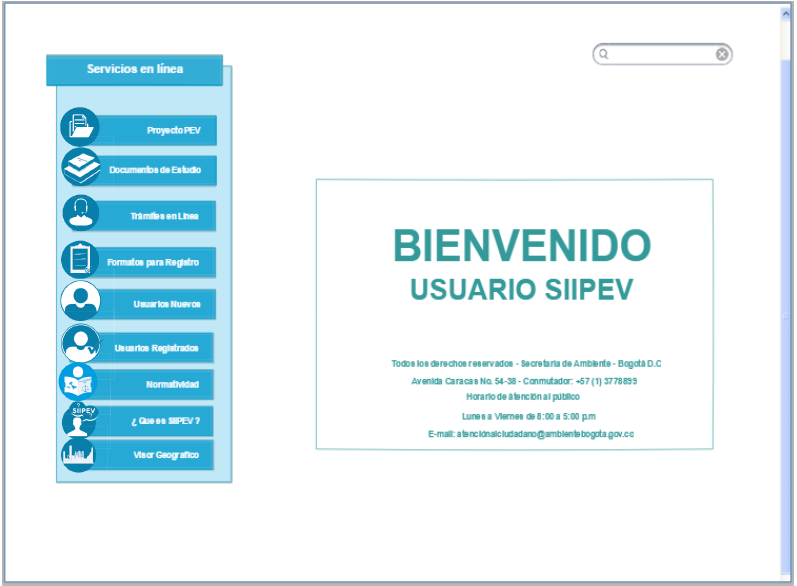 Servicios en línea
Proyecto PEV
Documentos de Estudio
Trámites en Linea
Formatos para Registro
Usuarios Nuevos
Usuarios Registrados
Normatividad
SIIPEV
¿ Que es SIIPEV ?
Visor Geografico
BIENVENIDO
USUARIO SIIPEV
Todos los derechos reservados - Secretaria de Ambiente - Bogotá D.C
Avenida Caracas No. 54-38 - Conmutador: +57 (1) 3778899
Horario de atención al público
Lunes a Viernes de 8:00 a 5:00 p.m
E-mail: atenciónalciudadano@ambientebogota.gov.co